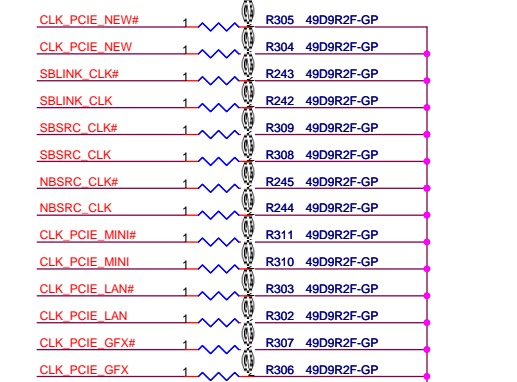 CLK_PCIE_NEW# 1 R305 49D9R2F-GP
CLK_PCIE_NEW 1 R304 49D9R2F-GP
SBLINK_CLK# 1 R243 49D9R2F-GP
SBLINK_CLK 1 R242 49D9R2F-GP
SBSRC_CLK# 1 R309 49D9R2F-GP
SBSRC_CLK 1 R308 49D9R2F-GP
NBSRC_CLK# 1 R245 49D9R2F-GP
NBSRC_CLK 1 R244 49D9R2F-GP
CLK_PCIE_MINI# 1 R311 49D9R2F-GP
CLK_PCIE_MINI 1 R310 49D9R2F-GP
CLK_PCIE_LAN# 1 R303 49D9R2F-GP
CLK_PCIE_LAN 1 R302 49D9R2F-GP
CLK_PCIE_GFX# 1 R307 49D9R2F-GP
CLK_PCIE_GFX 1 R306 49D9R2F-GP